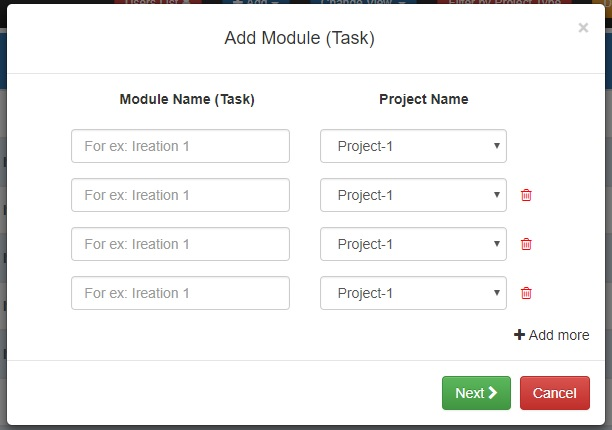 Users List
Add
Change View
Filter by Project Type
Add Module (Task)
×
Module Name (Task) Project Name
For ex: Ireation 1 Project-1
For ex: Ireation 1 Project-1
For ex: Ireation 1 Project-1
For ex: Ireation 1 Project-1
Add more
Next Cancel